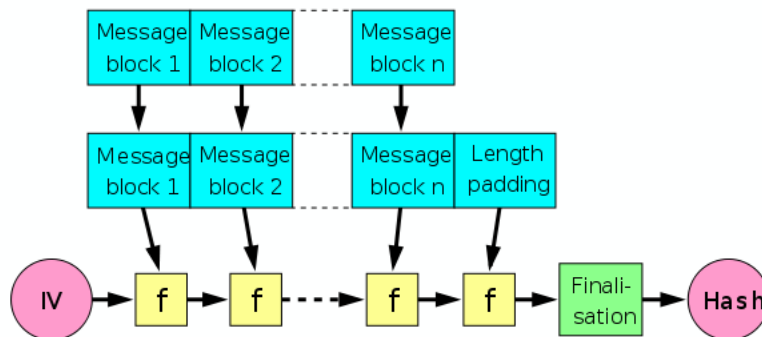 Message
block 1
Message
block 2
Message
block n
Message
block 1
Message
block 2
Message
block n
Length
padding
IV
f
f
f
f
Finali-
sation
Hash